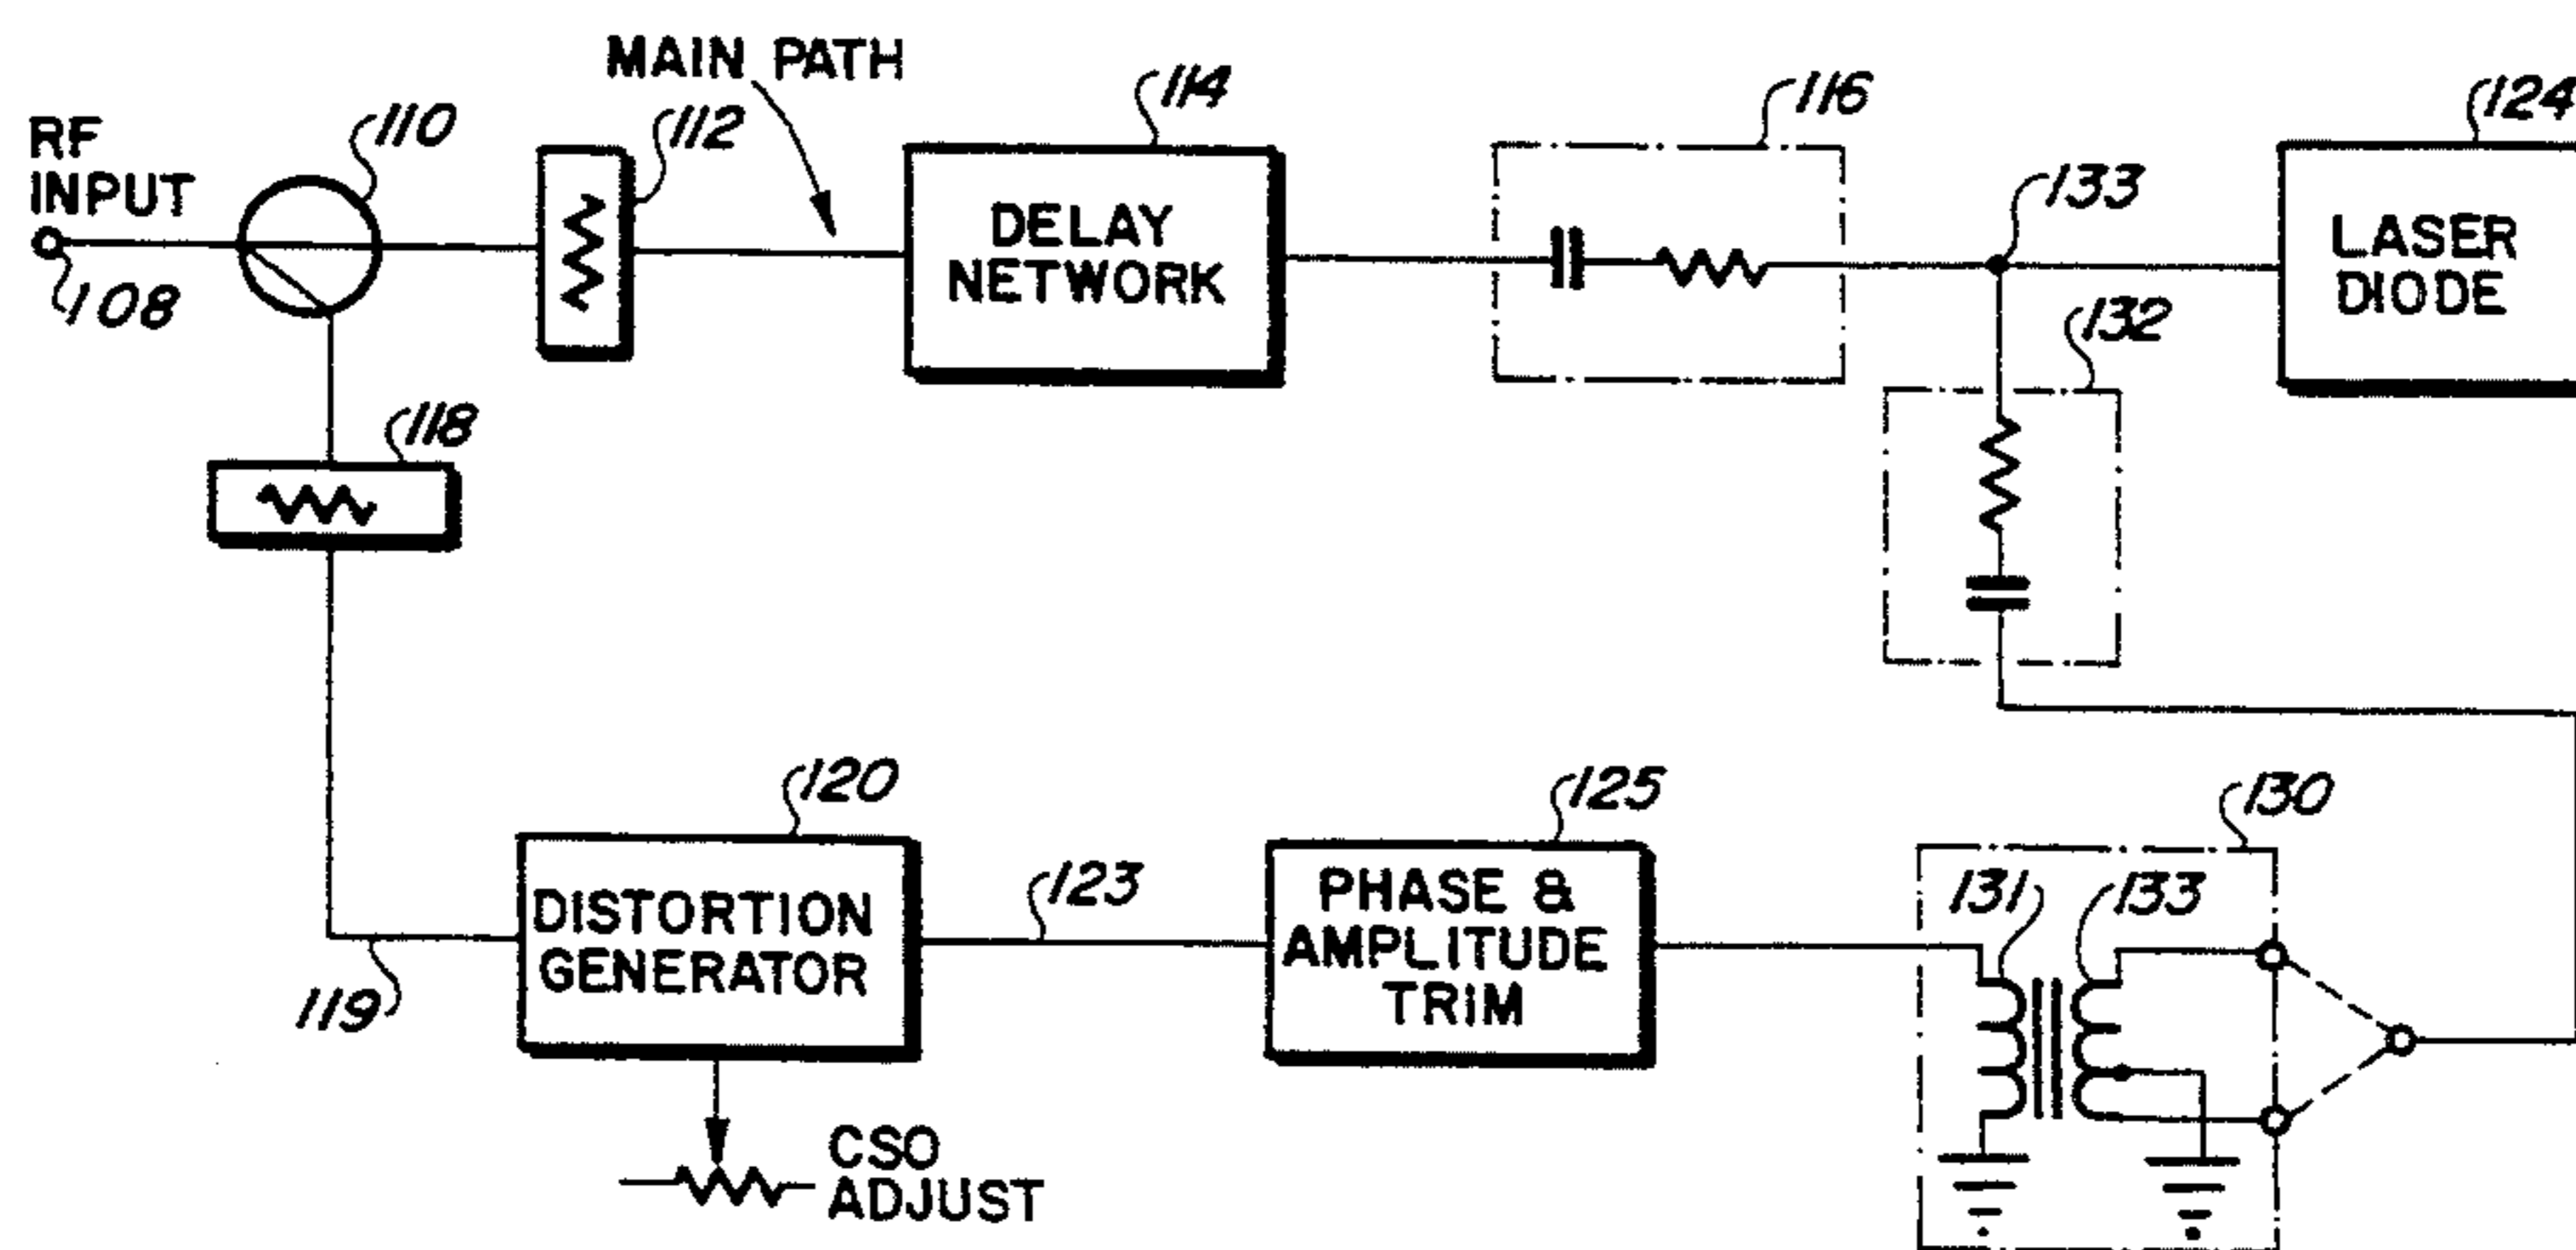 MAIN PATH
114
116
124
RF
INPUT
110
112
133
108
DELAY
NETWORK
LASER
DIODE
132
118
120
125
130
DISTORTION
GENERATOR
123
PHASE &
AMPLITUDE
TRIM
131
133
119
CSO
ADJUST